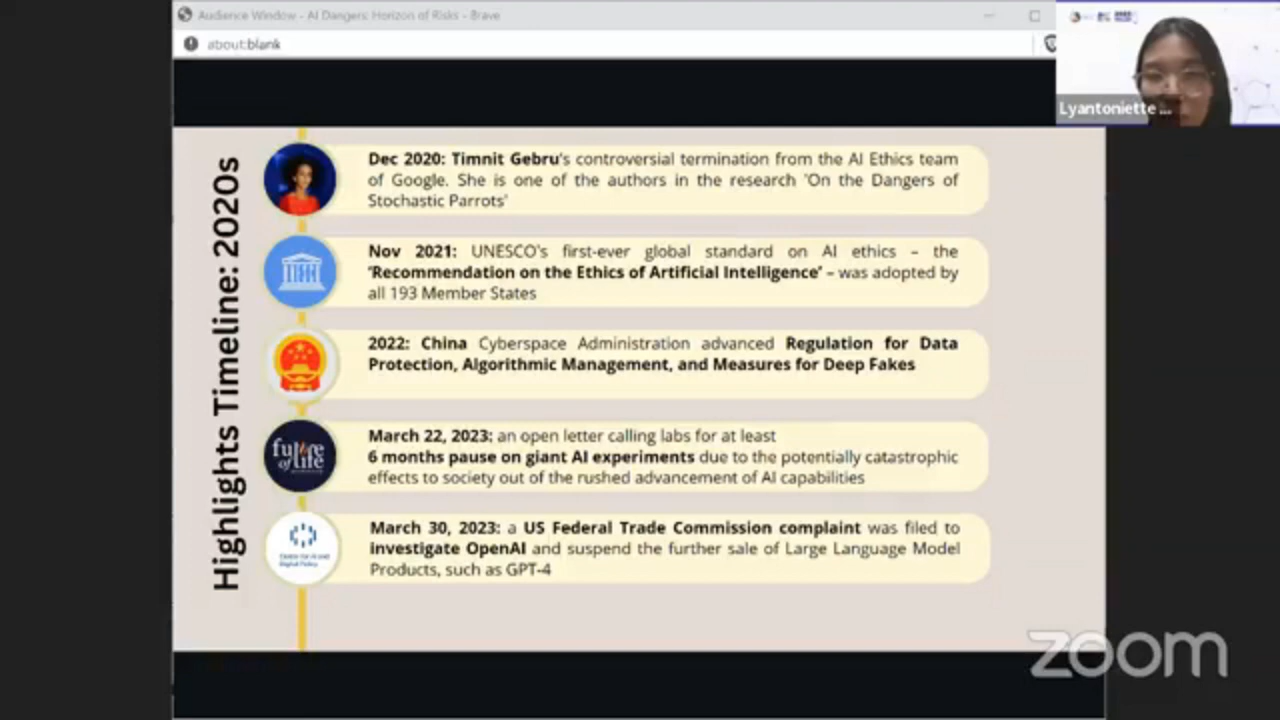 Audience Window - AI Dangers: Horizon of Risks - Brave
about:blank
Lyantoniette ...
Highlights Timeline: 2020s
Dec 2020: Timnit Gebru's controversial termination from the AI Ethics team
of Google. She is one of the authors in the research 'On the Dangers of
Stochastic Parrots'
Nov 2021: UNESCO's first-ever global standard on AI ethics – the
'Recommendation on the Ethics of Artificial Intelligence' – was adopted by
all 193 Member States
2022: China Cyberspace Administration advanced Regulation for Data
Protection, Algorithmic Management, and Measures for Deep Fakes
future
of life
March 22, 2023: an open letter calling labs for at least
6 months pause on giant AI experiments due to the potentially catastrophic
effects to society out of the rushed advancement of AI capabilities
Center for AI and
Digital Policy
March 30, 2023: a US Federal Trade Commission complaint was filed to
investigate OpenAI and suspend the further sale of Large Language Model
Products, such as GPT-4
zoom